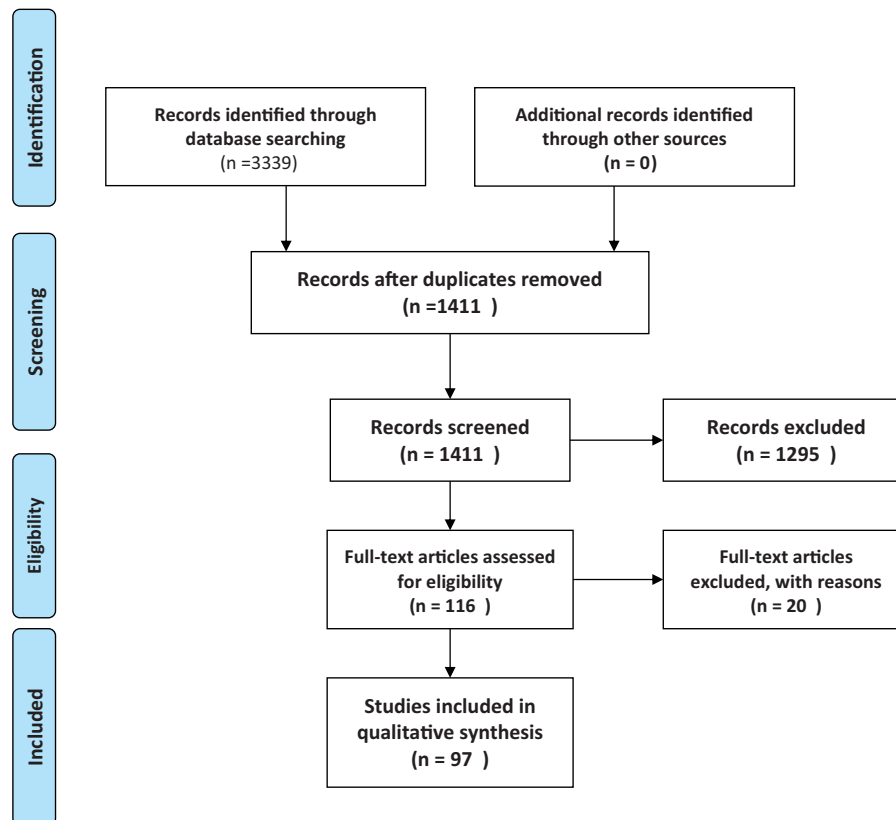 Identification
Records identified through
database searching
(n =3339)
Additional records identified
through other sources
(n = 0)
Screening
Records after duplicates removed
(n =1411 )
Records screened
(n = 1411 )
Records excluded
(n = 1295 )
Eligibility
Full-text articles assessed
for eligibility
(n = 116 )
Full-text articles
excluded, with reasons
(n = 20 )
Included
Studies included in
qualitative synthesis
(n = 97 )